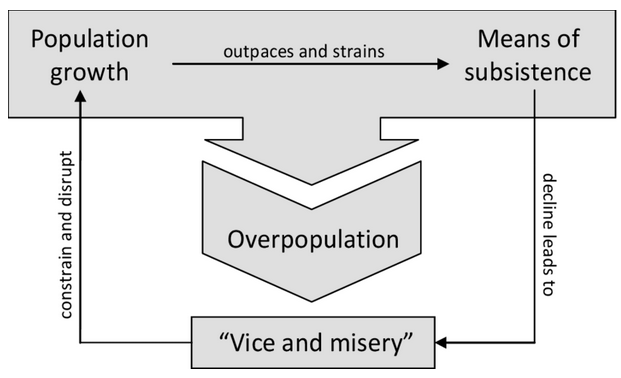 Population
growth
outpaces and strains
Means of
subsistence
constrain and disrupt
Overpopulation
decline leads to
“Vice and misery”